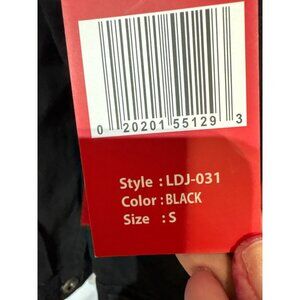 0 20201 55129 3
Style : LDJ-031
Color : BLACK
Size : S